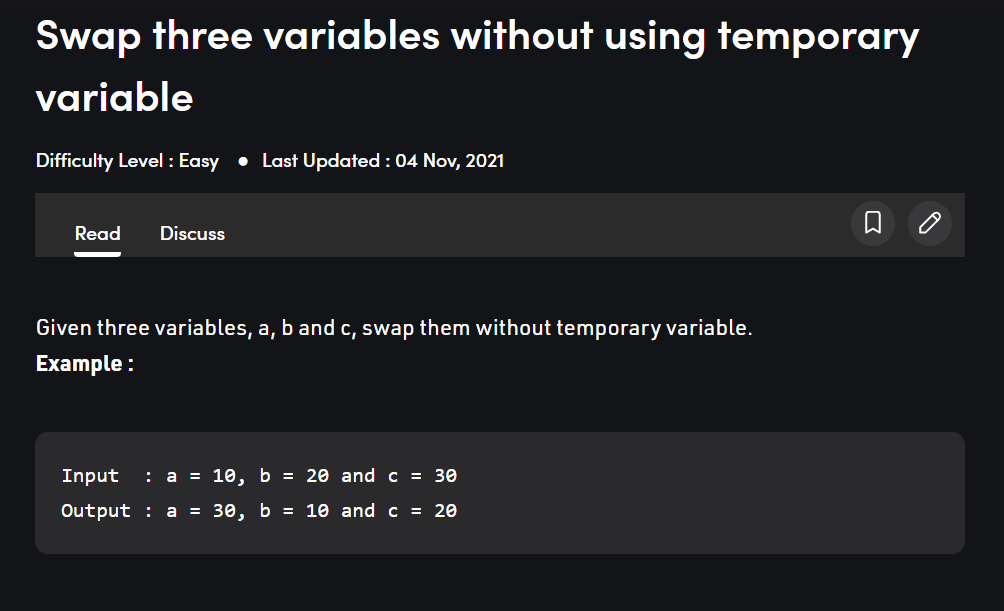 Swap three variables without using temporary
variable
Difficulty Level : Easy ● Last Updated : 04 Nov, 2021
Read Discuss
Given three variables, a, b and c, swap them without temporary variable.
Example :
Input  : a = 10, b = 20 and c = 30
Output : a = 30, b = 10 and c = 20